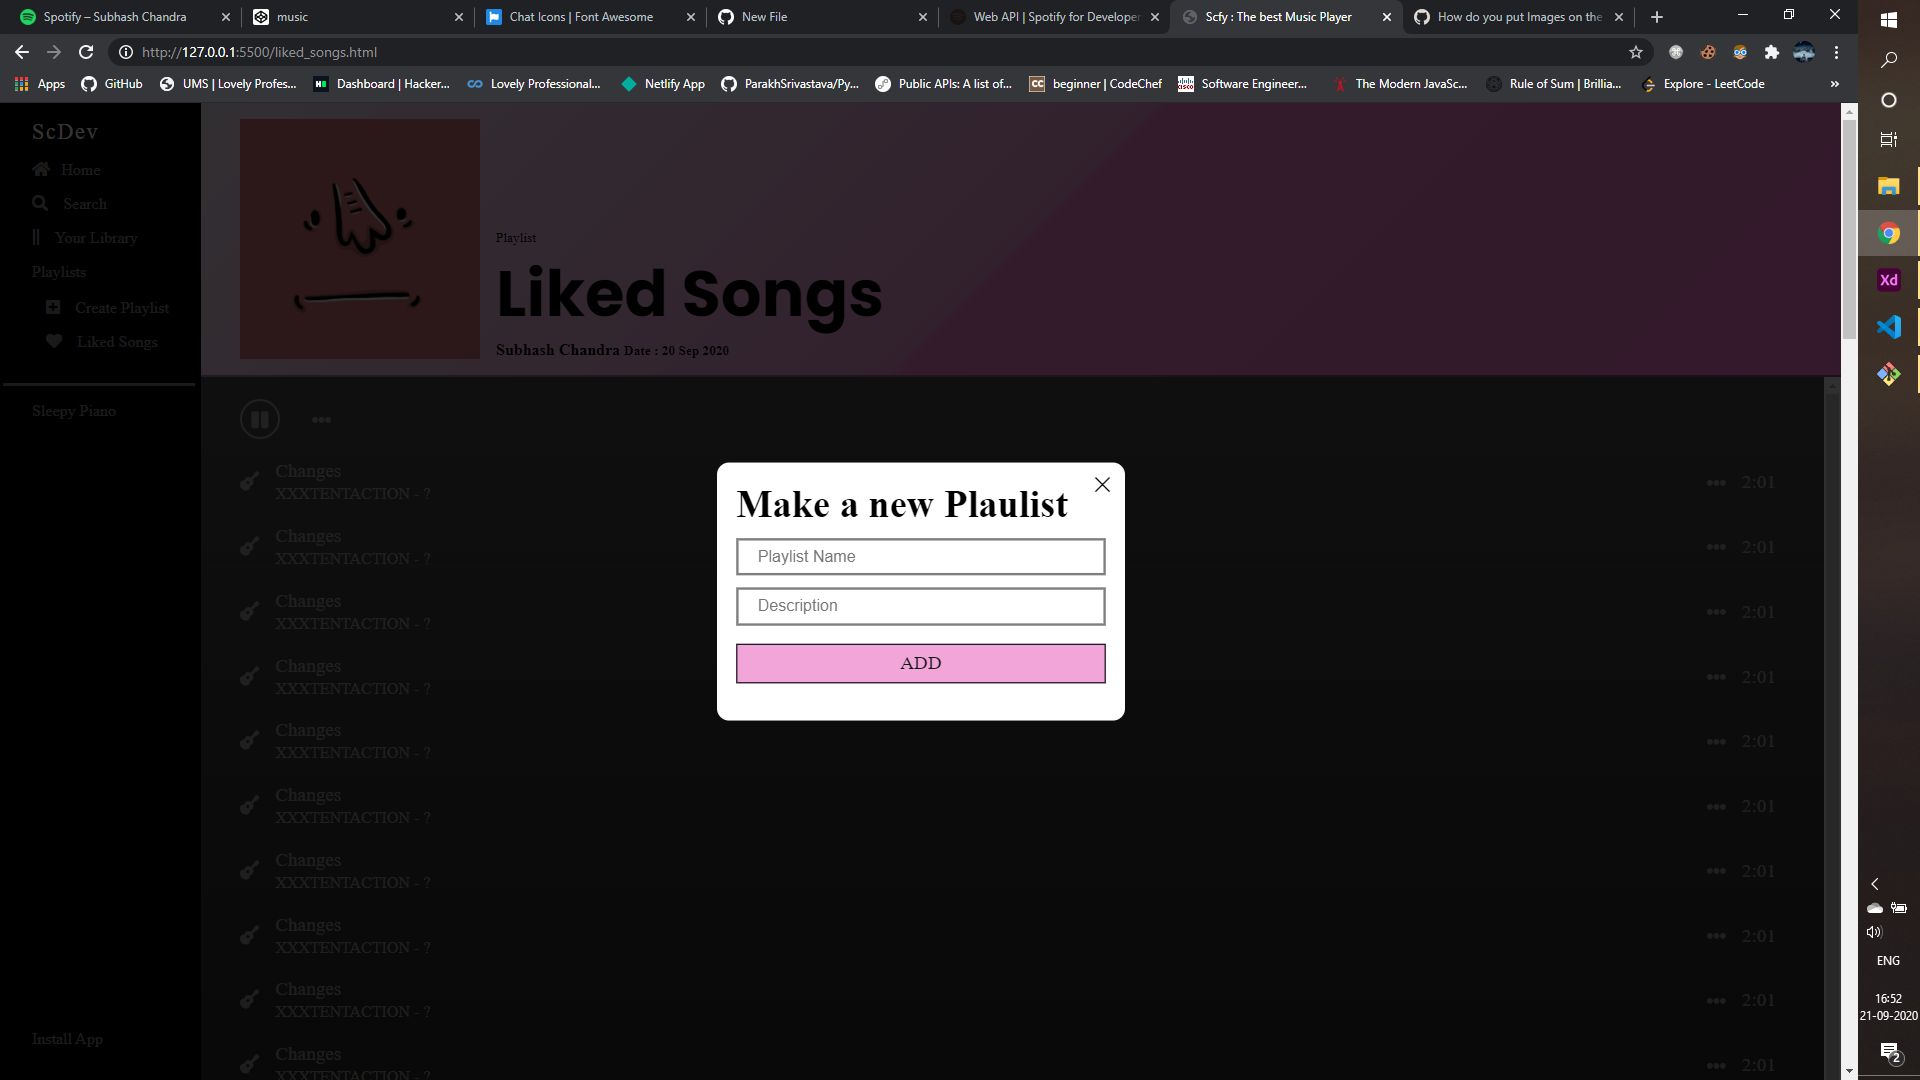 Spotify – Subhash Chandra
music
Chat Icons | Font Awesome
New File
Web API | Spotify for Developer
Scfy : The best Music Player
How do you put Images on the
http://127.0.0.1:5500/liked_songs.html
Apps
GitHub
UMS | Lovely Profes...
Dashboard | Hacker...
Lovely Professional...
Netlify App
ParakhSrivastava/Py...
Public APIs: A list of...
CC beginner | CodeChef
CISCO Software Engineer...
The Modern JavaSc...
Rule of Sum | Brillia...
Explore - LeetCode
»
ScDev
Home
Search
Your Library
Playlists
Create Playlist
Liked Songs
Sleepy Piano
Install App
Playlist
Liked Songs
Subhash Chandra Date : 20 Sep 2020
Changes
XXXTENTACTION - ?
2:01
Changes
XXXTENTACTION - ?
2:01
Changes
XXXTENTACTION - ?
2:01
Changes
XXXTENTACTION - ?
2:01
Changes
XXXTENTACTION - ?
2:01
Changes
XXXTENTACTION - ?
2:01
Changes
XXXTENTACTION - ?
2:01
Changes
XXXTENTACTION - ?
2:01
Changes
XXXTENTACTION - ?
2:01
Changes
XXXTENTACTION - ?
2:01
Make a new Plaulist
Playlist Name
Description
ADD
Xd
ENG
16:52
21-09-2020
2